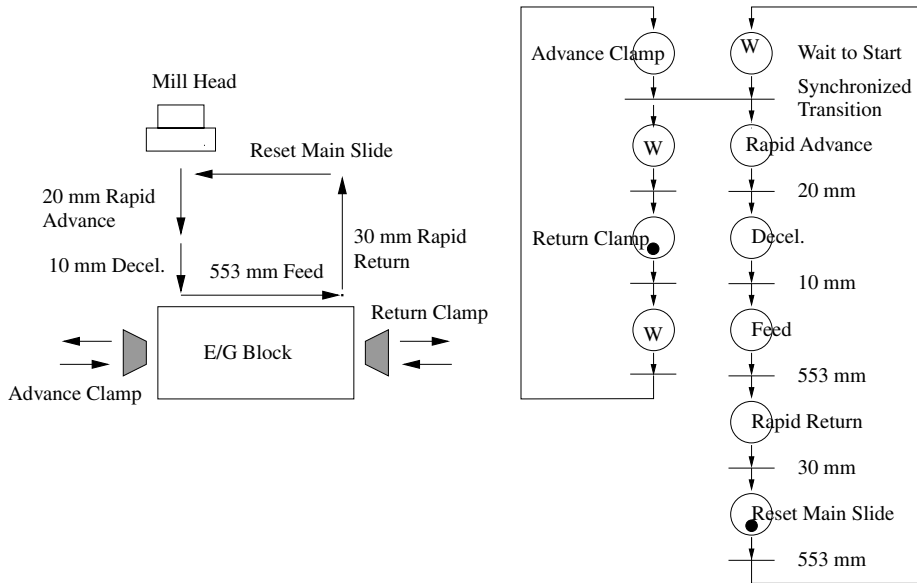 Mill Head
Reset Main Slide
20 mm Rapid
Advance
30 mm Rapid
Return
10 mm Decel.
553 mm Feed
Return Clamp
E/G Block
Advance Clamp
Advance Clamp
W
Wait to Start
Synchronized
Transition
W
Rapid Advance
20 mm
Return Clamp
Decel.
10 mm
W
Feed
553 mm
Rapid Return
30 mm
Reset Main Slide
553 mm